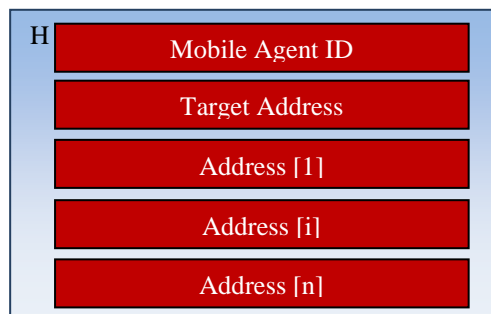 H
Mobile Agent ID
Target Address
Address [1]
Address [i]
Address [n]